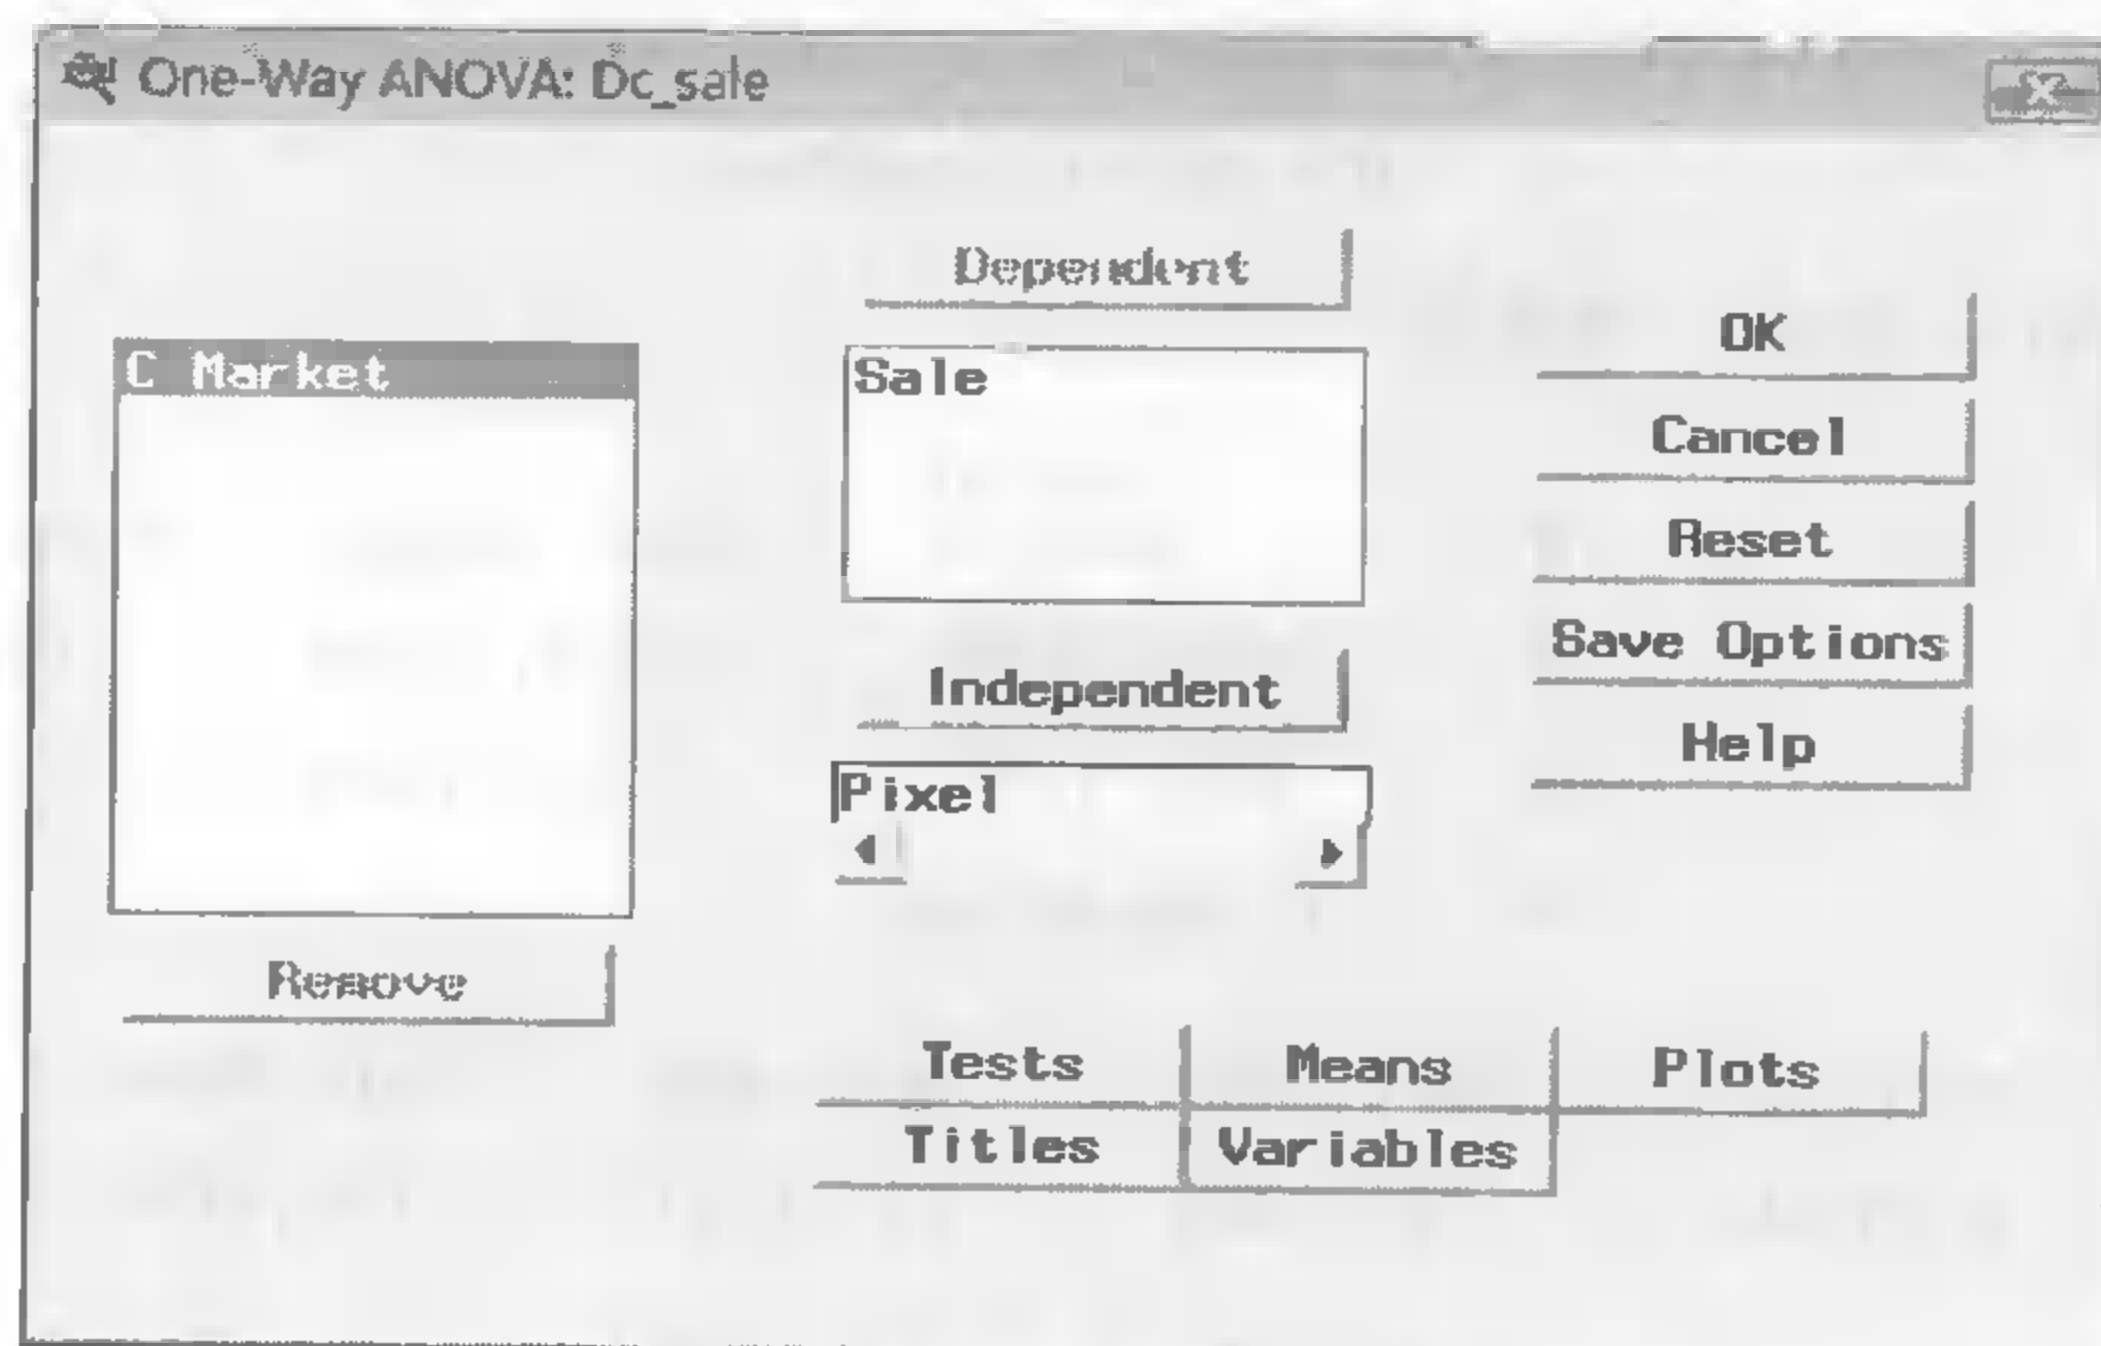 One-Way ANOVA: Dc_sale
X
Dependent
C Market
Sale
OK
Cancel
Reset
Save Options
Independent
Help
Pixel
Remove
Tests Means Plots
Titles Variables